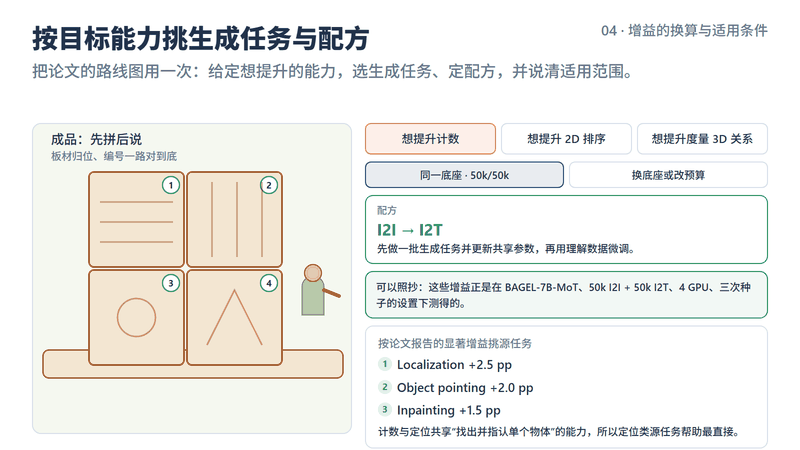 按目标能力挑生成任务与配方
04 · 增益的换算与适用条件
把论文的路线图用一次：给定想提升的能力，选生成任务、定配方，并说清适用范围。
成品：先拼后说
板材归位、编号一路对到底
1
2
3
4
想提升计数
想提升 2D 排序
想提升度量 3D 关系
同一底座 · 50k/50k
换底座或改预算
配方
I2I → I2T
先做一批生成任务并更新共享参数，再用理解数据微调。
可以照抄：这些增益正是在 BAGEL-7B-MoT、50k I2I + 50k I2T、4 GPU、三次种
子的设置下测得的。
按论文报告的显著增益挑源任务
1 Localization +2.5 pp
2 Object pointing +2.0 pp
3 Inpainting +1.5 pp
计数与定位共享“找出并指认单个物体”的能力，所以定位类源任务帮助最直接。